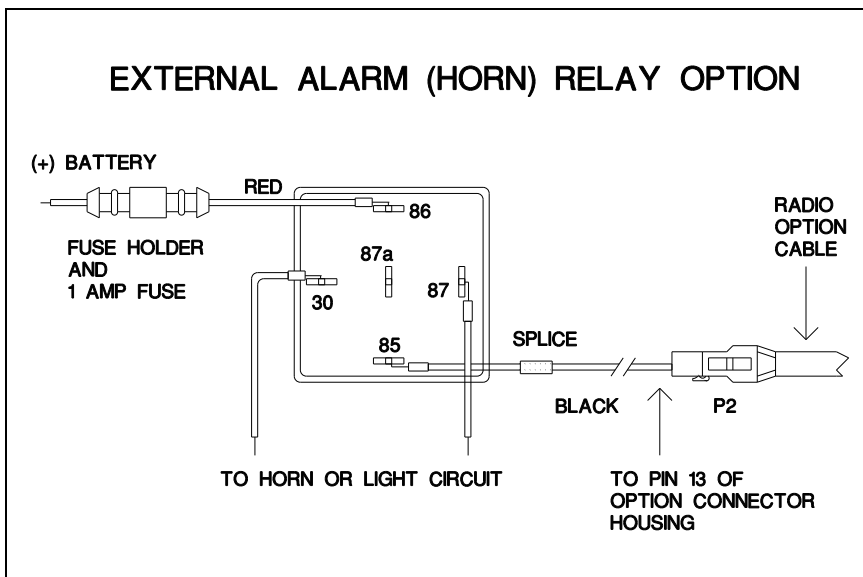 EXTERNAL ALARM (HORN) RELAY OPTION
(+) BATTERY
RED
86
RADIO
OPTION
CABLE
FUSE HOLDER
AND
1 AMP FUSE
87a
30
87
85
SPLICE
BLACK
P2
TO HORN OR LIGHT CIRCUIT
TO PIN 13 OF
OPTION CONNECTOR
HOUSING